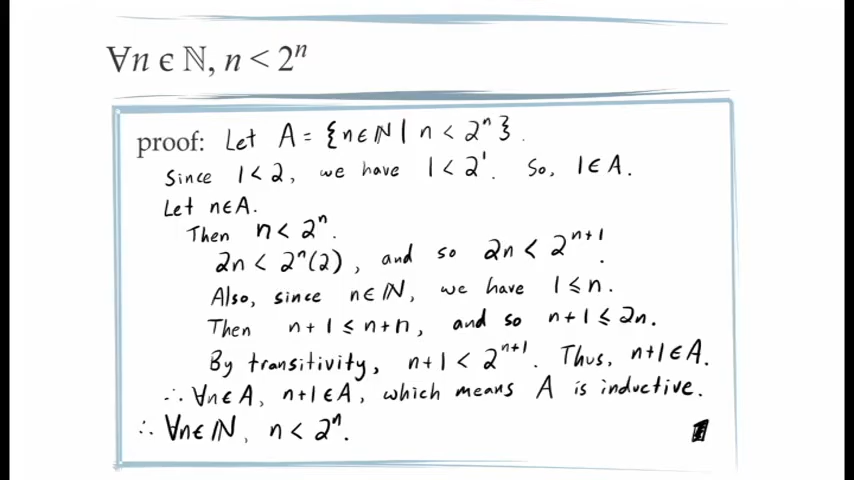 ∀n ϵ ℕ, n < 2ⁿ
proof: Let A = {n∈ℕ | n < 2ⁿ}.
Since 1 < 2, we have 1 < 2¹. So, 1∈A.
Let n∈A.
Then n < 2ⁿ.
2n < 2ⁿ(2), and so 2n < 2ⁿ⁺¹.
Also, since n∈ℕ, we have 1 ≤ n.
Then n+1 ≤ n+n, and so n+1 ≤ 2n.
By transitivity, n+1 < 2ⁿ⁺¹. Thus, n+1∈A.
∴ ∀n∈A, n+1∈A, which means A is inductive.
∴ ∀n∈ℕ, n < 2ⁿ.